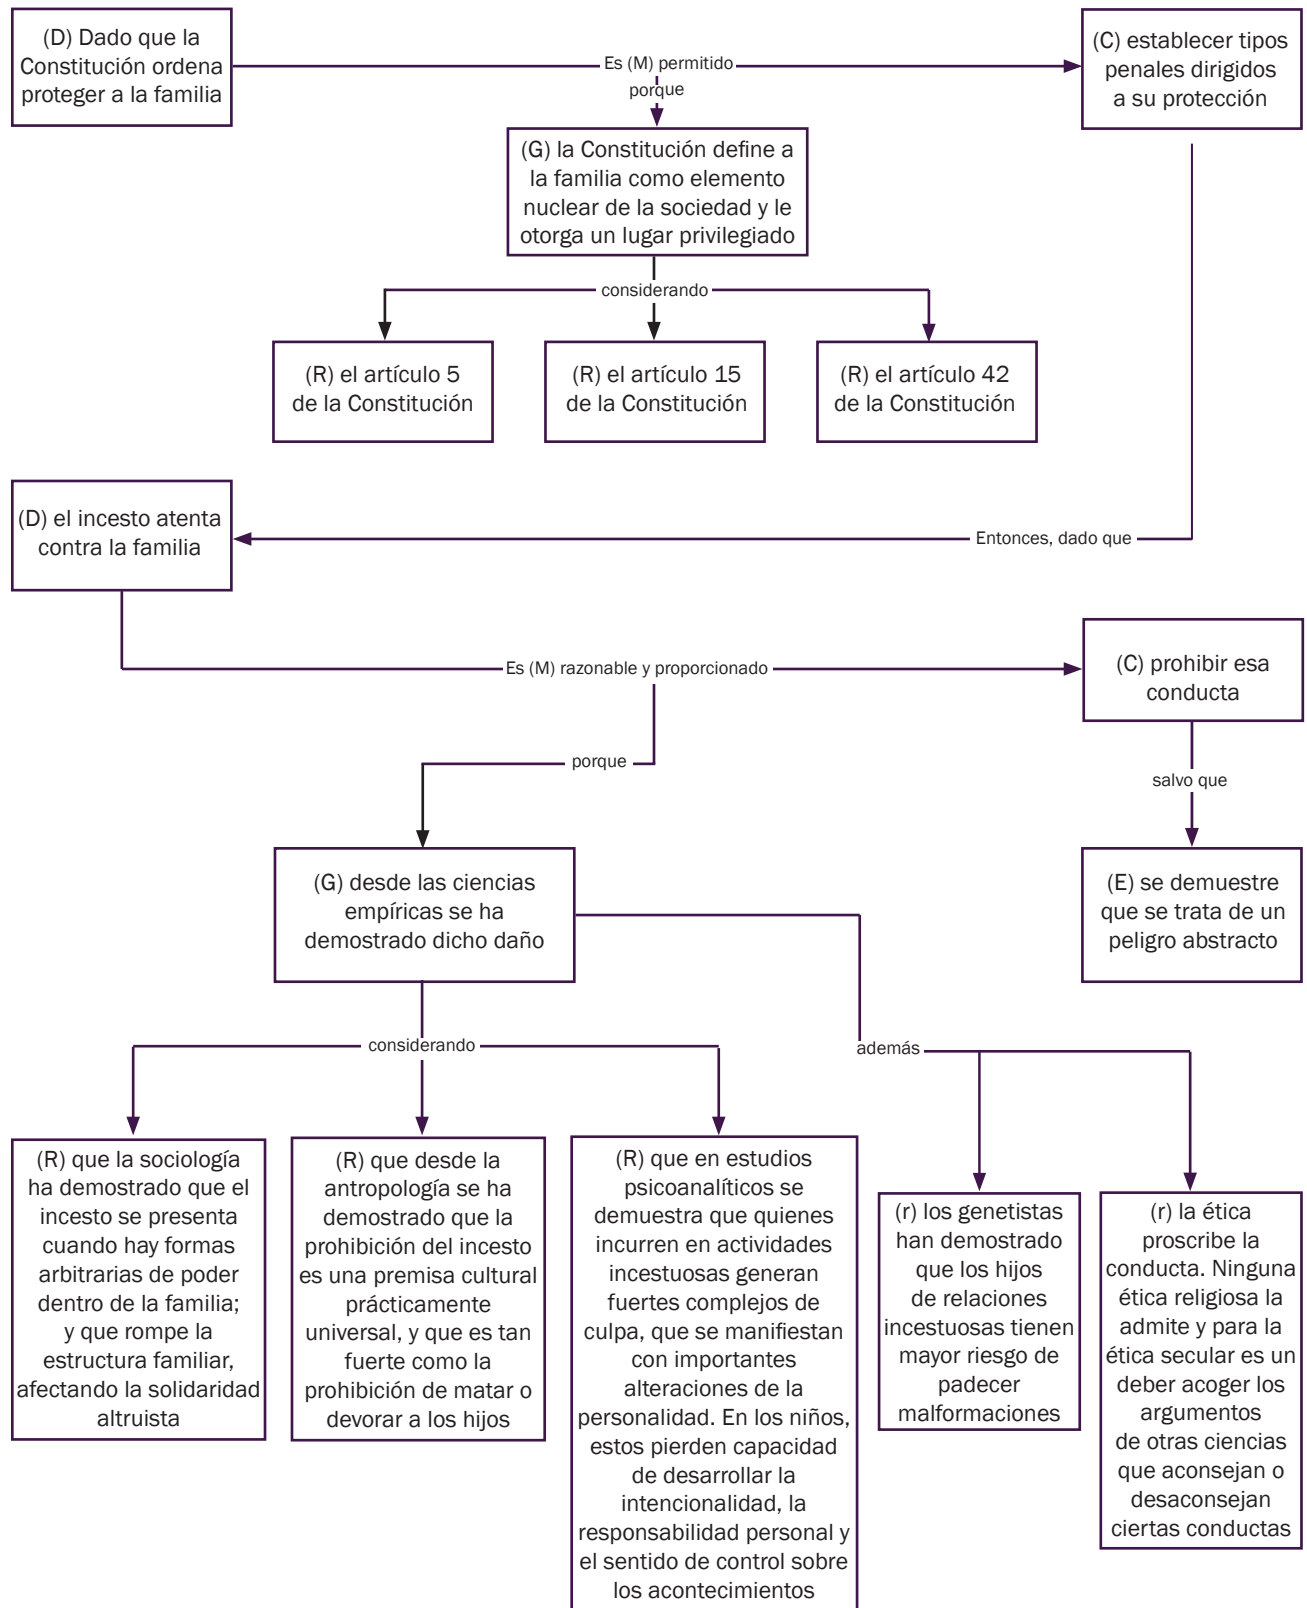 (D) Dado que la
Constitución ordena
proteger a la familia
Es (M) permitido
porque
(C) establecer tipos
penales dirigidos
a su protección
(G) la Constitución define a
la familia como elemento
nuclear de la sociedad y le
otorga un lugar privilegiado
considerando
(R) el artículo 5
de la Constitución
(R) el artículo 15
de la Constitución
(R) el artículo 42
de la Constitución
(D) el incesto atenta
contra la familia
Entonces, dado que
Es (M) razonable y proporcionado
(C) prohibir esa
conducta
porque
salvo que
(G) desde las ciencias
empíricas se ha
demostrado dicho daño
(E) se demuestre
que se trata de un
peligro abstracto
considerando
además
(R) que la sociología
ha demostrado que el
incesto se presenta
cuando hay formas
arbitrarias de poder
dentro de la familia;
y que rompe la
estructura familiar,
afectando la solidaridad
altruista
(R) que desde la
antropología se ha
demostrado que la
prohibición del incesto
es una premisa cultural
prácticamente
universal, y que es tan
fuerte como la
prohibición de matar o
devorar a los hijos
(R) que en estudios
psicoanalíticos se
demuestra que quienes
incurren en actividades
incestuosas generan
fuertes complejos de
culpa, que se manifiestan
con importantes
alteraciones de la
personalidad. En los niños,
estos pierden capacidad
de desarrollar la
intencionalidad, la
responsabilidad personal y
el sentido de control sobre
los acontecimientos
(r) los genetistas
han demostrado
que los hijos
de relaciones
incestuosas tienen
mayor riesgo de
padecer
malformaciones
(r) la ética
proscribe la
conducta. Ninguna
ética religiosa la
admite y para la
ética secular es un
deber acoger los
argumentos
de otras ciencias
que aconsejan o
desaconsejan
ciertas conductas